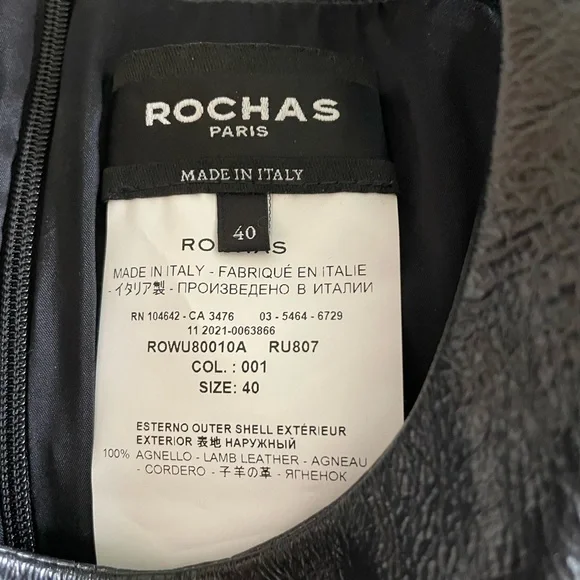 ROCHAS
PARIS
MADE IN ITALY
40
ROCHAS
MADE IN ITALY - FABRIQUÉ EN ITALIE
- イタリア製 - ПРОИЗВЕДЕНО В ИТАЛИИ
RN 104642 - CA 3476 03 - 5464 - 6729
11 2021-0063866
ROWU80010A RU807
COL. : 001
SIZE: 40
ESTERNO OUTER SHELL EXTÉRIEUR
EXTERIOR 表地 НАРУЖНЫЙ
100% AGNELLO - LAMB LEATHER - AGNEAU
- CORDERO - 子羊の革 - ЯГНЕНОК